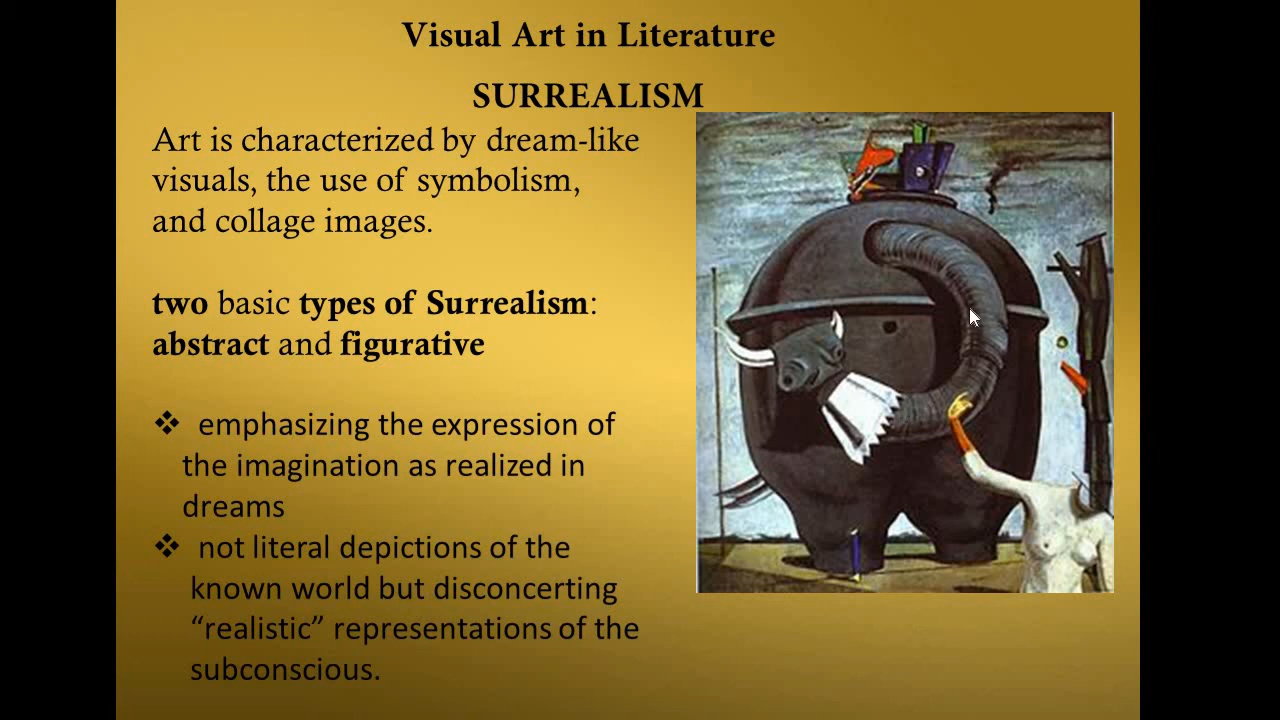 Visual Art in Literature
SURREALISM
Art is characterized by dream-like
visuals, the use of symbolism,
and collage images.
two basic types of Surrealism:
abstract and figurative
❖ emphasizing the expression of
the imagination as realized in
dreams
❖ not literal depictions of the
known world but disconcerting
“realistic” representations of the
subconscious.